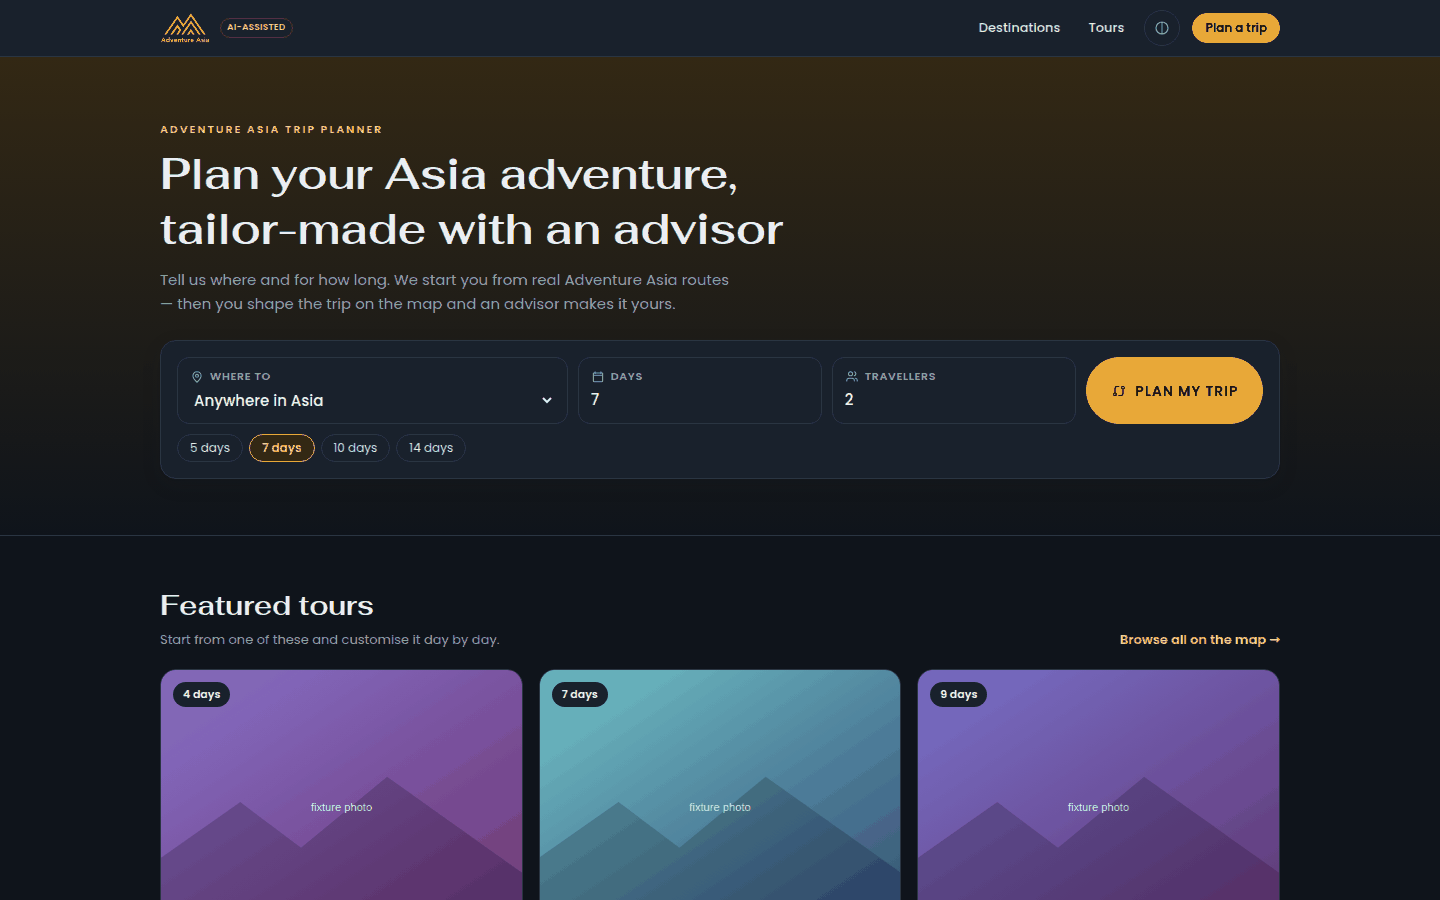 Adventure Asia
AI-ASSISTED
Destinations
Tours
Plan a trip
ADVENTURE ASIA TRIP PLANNER
Plan your Asia adventure,
tailor-made with an advisor
Tell us where and for how long. We start you from real Adventure Asia routes
— then you shape the trip on the map and an advisor makes it yours.
WHERE TO
Anywhere in Asia
DAYS
7
TRAVELLERS
2
PLAN MY TRIP
5 days
7 days
10 days
14 days
Featured tours
Start from one of these and customise it day by day.
Browse all on the map →
4 days
fixture photo
7 days
fixture photo
9 days
fixture photo